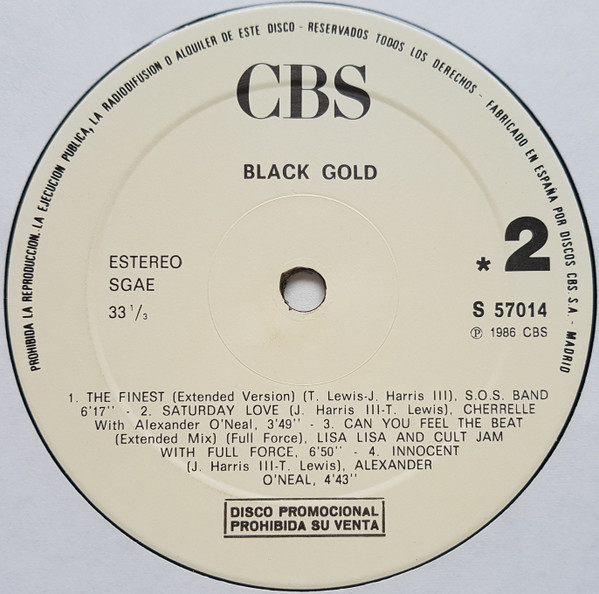 PROHIBIDA LA REPRODUCCION. LA EJECUCION PUBLICA, LA RADIODIFUSION O ALQUILER DE ESTE DISCO - RESERVADOS TODOS LOS DERECHOS - FABRICADO EN ESPAÑA POR DISCOS CBS. S.A. - MADRID
CBS
BLACK GOLD
ESTEREO
SGAE
33 1/3
* 2
S 57014
℗ 1986 CBS
1. THE FINEST (Extended Version) (T. Lewis-J. Harris III), S.O.S. BAND
6'17'' - 2. SATURDAY LOVE (J. Harris III-T. Lewis), CHERRELLE
With Alexander O'Neal, 3'49'' - 3. CAN YOU FEEL THE BEAT
(Extended Mix) (Full Force), LISA LISA AND CULT JAM
WITH FULL FORCE, 6'50'' - 4. INNOCENT
(J. Harris III-T. Lewis), ALEXANDER
O'NEAL, 4'43''
DISCO PROMOCIONAL
PROHIBIDA SU VENTA